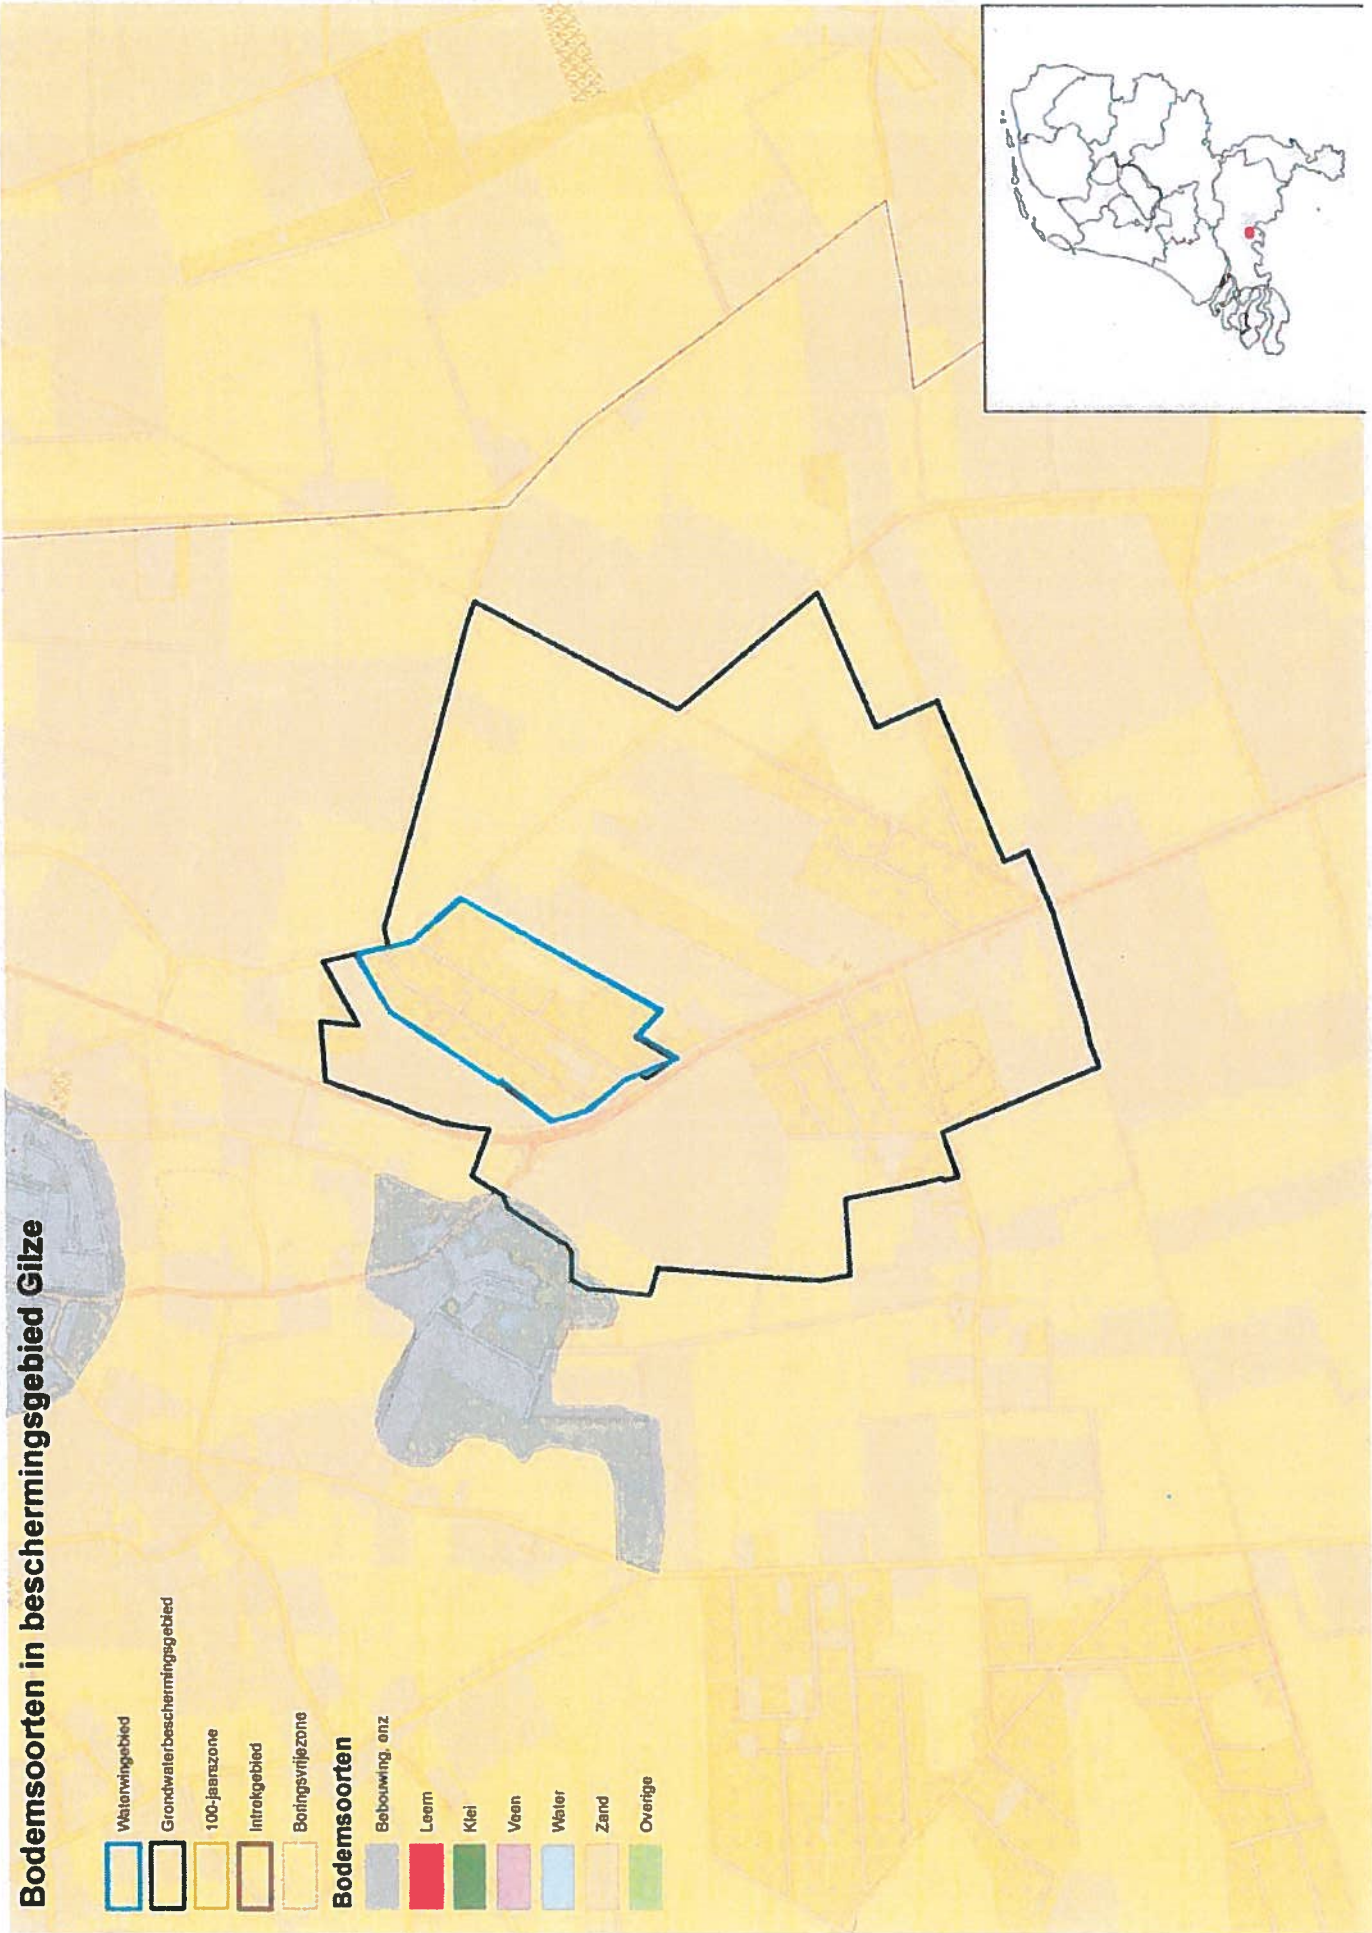 Bodemsoorten in beschermingsgebied Gilze
Waterwingebied
Grondwaterbeschermingsgebied
100-jaarszone
Intrekgebied
Boringsvrijezone
Bodemsoorten
Bebouwing, enz
Leem
Klei
Veen
Water
Zand
Overige